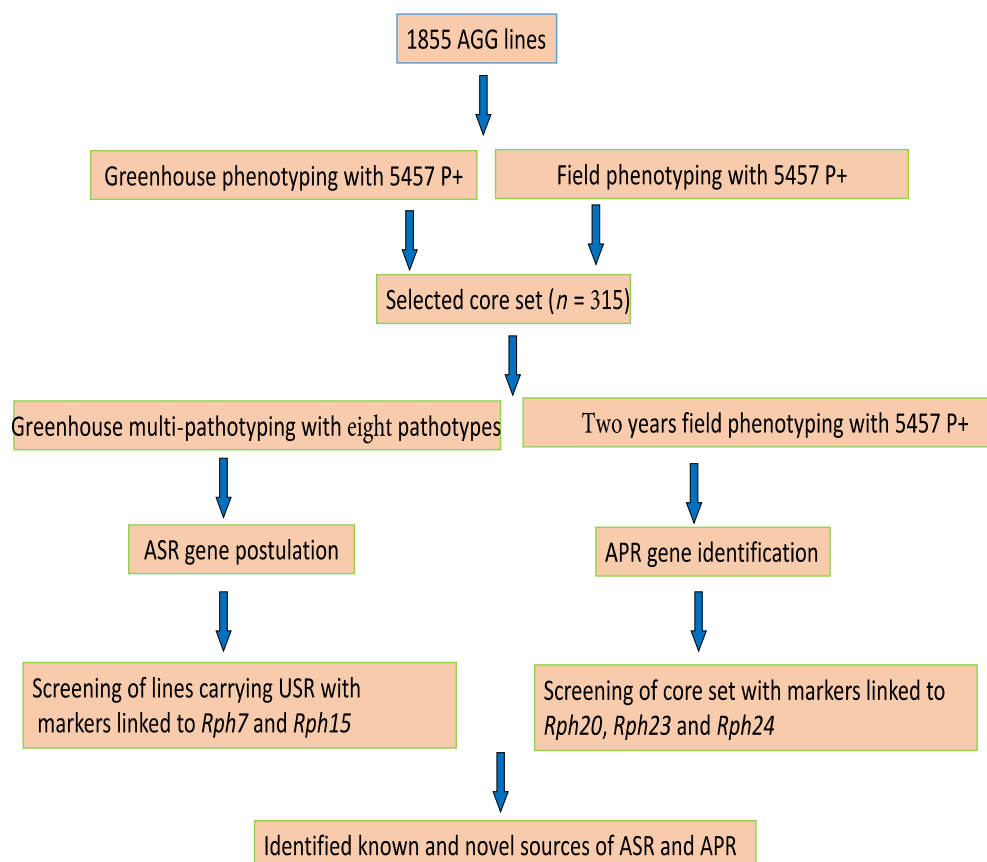 1855 AGG lines
Greenhouse phenotyping with 5457 P+
Field phenotyping with 5457 P+
Selected core set (n = 315)
Greenhouse multi-pathotyping with eight pathotypes
Two years field phenotyping with 5457 P+
ASR gene postulation
APR gene identification
Screening of lines carrying USR with
markers linked to Rph7 and Rph15
Screening of core set with markers linked to
Rph20, Rph23 and Rph24
Identified known and novel sources of ASR and APR